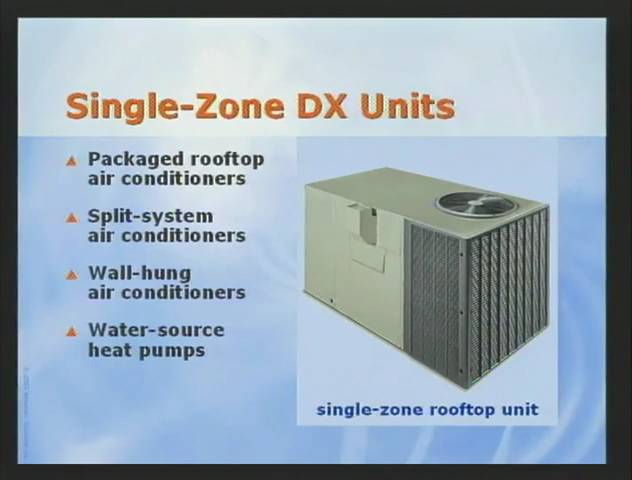 Single-Zone DX Units
Packaged rooftop
air conditioners
Split-system
air conditioners
Wall-hung
air conditioners
Water-source
heat pumps
single-zone rooftop unit